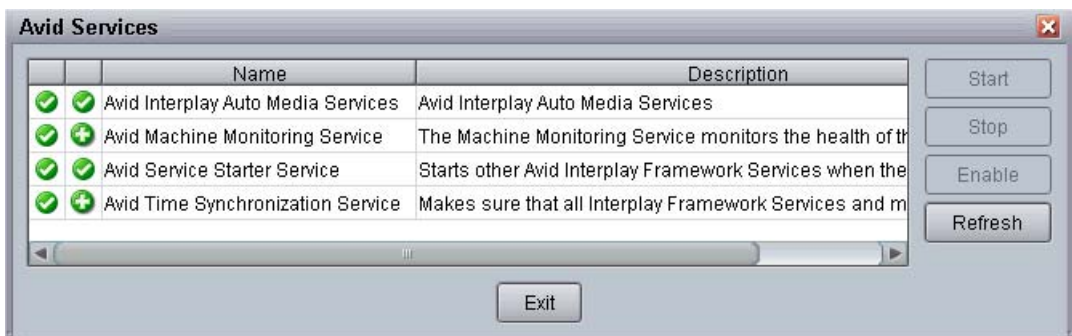 Avid Services
Name Description
Avid Interplay Auto Media Services Avid Interplay Auto Media Services
Avid Machine Monitoring Service The Machine Monitoring Service monitors the health of th
Avid Service Starter Service Starts other Avid Interplay Framework Services when the
Avid Time Synchronization Service Makes sure that all Interplay Framework Services and m
Start
Stop
Enable
Refresh
Exit